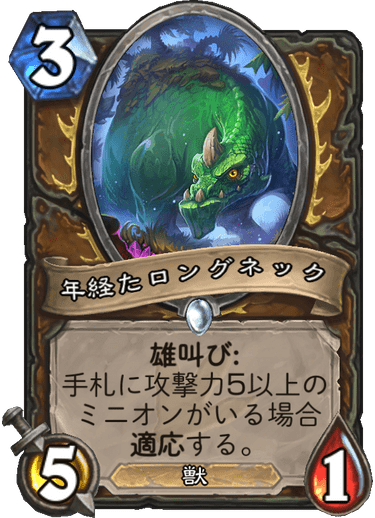 3
年経たロングネック
雄叫び:
手札に攻撃力5以上の
ミニオンがいる場合
適応する。
獣
5
1